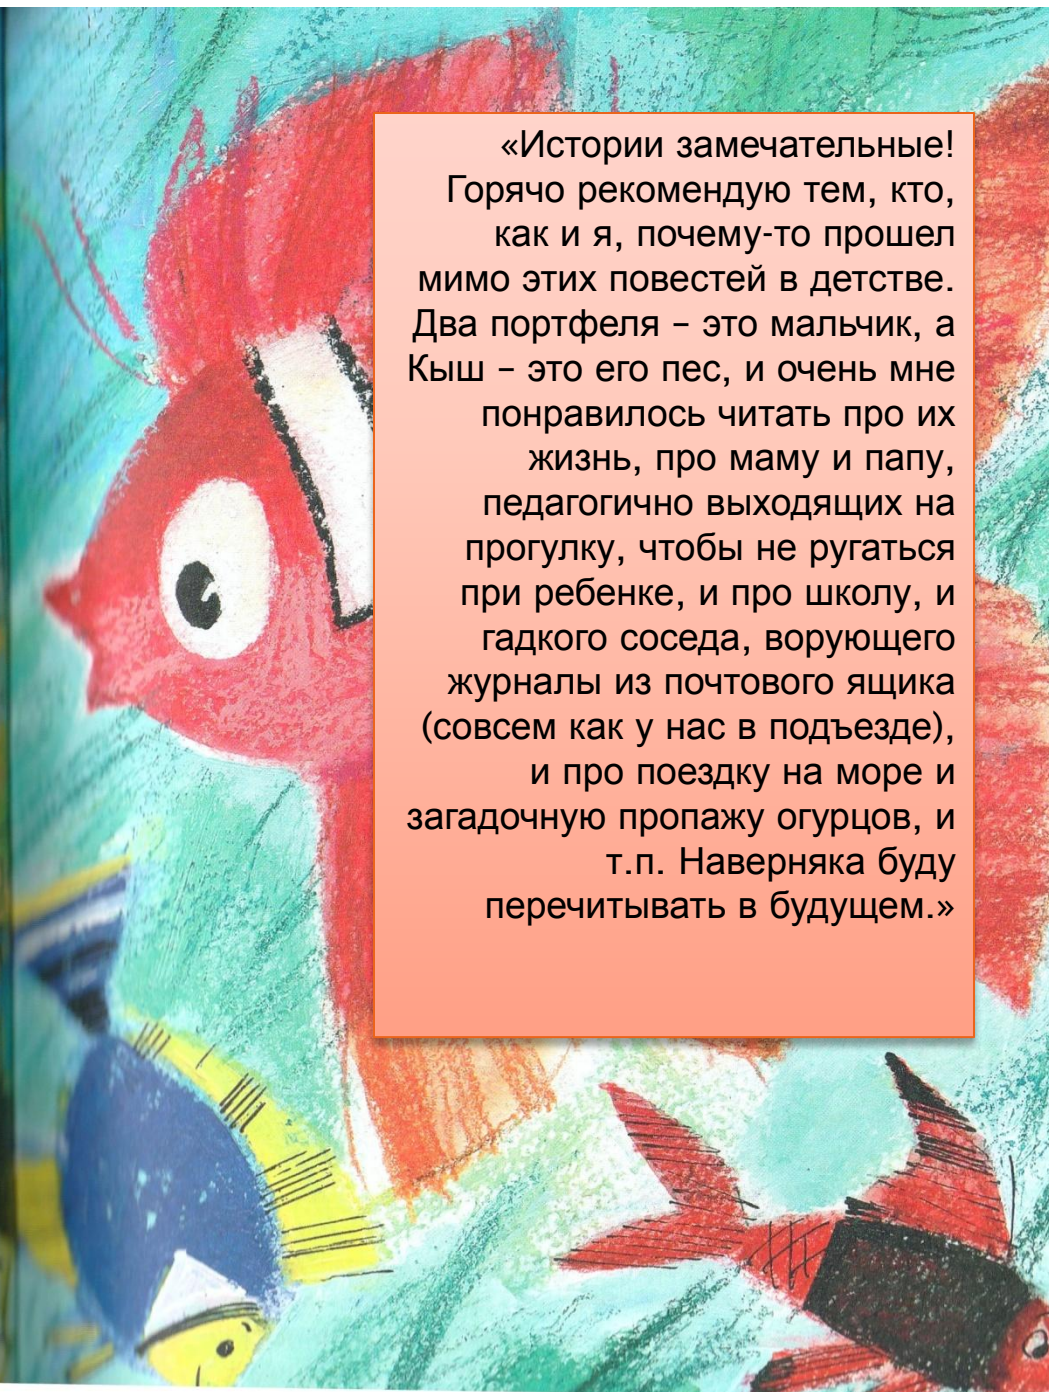 «Истории замечательные!
Горячо рекомендую тем, кто,
как и я, почему-то прошел
мимо этих повестей в детстве.
Два портфеля – это мальчик, а
Кыш – это его пес, и очень мне
понравилось читать про их
жизнь, про маму и папу,
педагогично выходящих на
прогулку, чтобы не ругаться
при ребенке, и про школу, и
гадкого соседа, ворующего
журналы из почтового ящика
(совсем как у нас в подъезде),
и про поездку на море и
загадочную пропажу огурцов, и
т.п. Наверняка буду
перечитывать в будущем.»